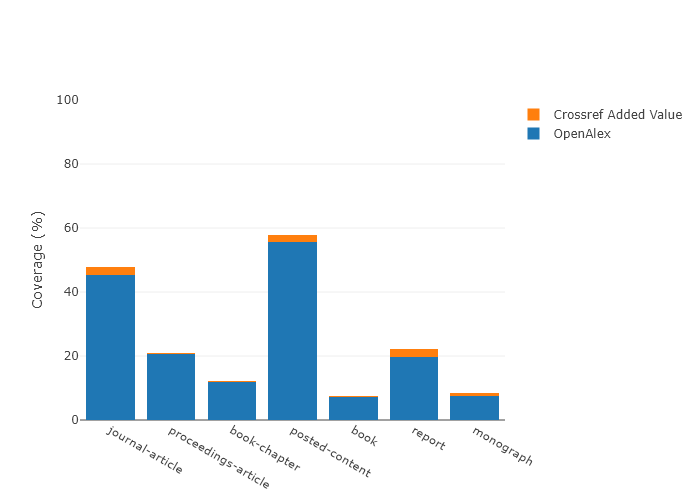 Crossref Added Value
OpenAlex
Coverage (%)
100
80
60
40
20
0
journal-article
proceedings-article
book-chapter
posted-content
book
report
monograph